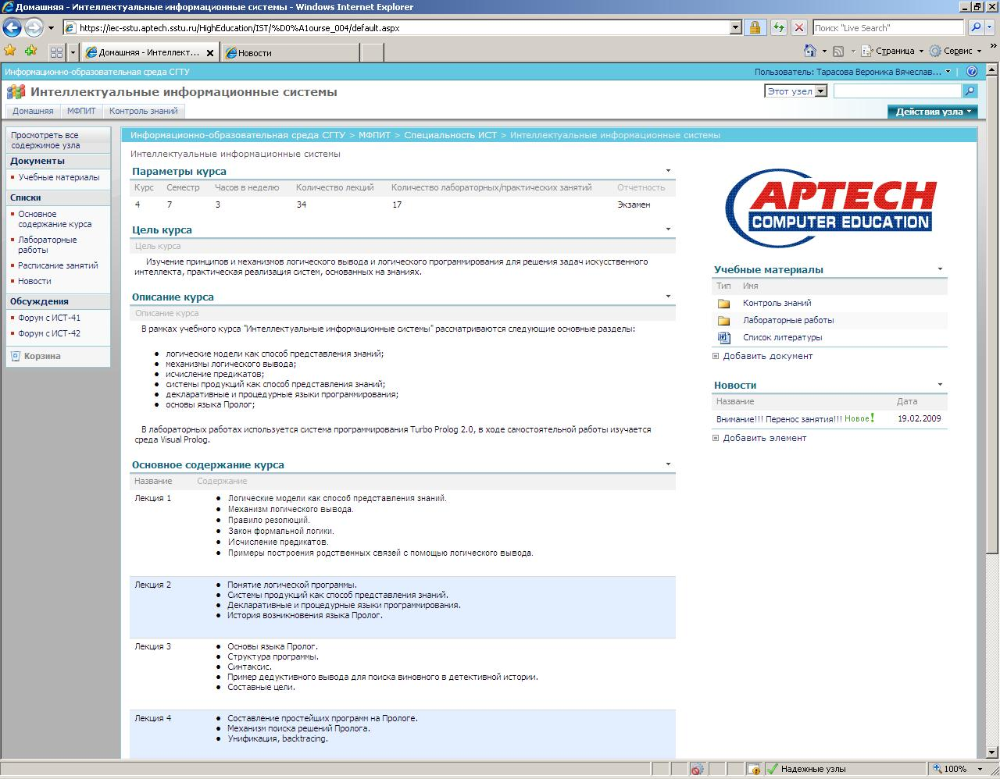 Домашняя - Интеллектуальные информационные системы - Windows Internet Explorer
https://iec-sstu.aptech.sstu.ru/HighEducation/IST/%D0%A1ourse_004/default.aspx
Поиск "Live Search"
Домашняя - Интеллект...
Новости
Страница
Сервис
Информационно-образовательная среда СГТУ
Пользователь: Тарасова Вероника Вячеслав...
Интеллектуальные информационные системы
Этот узел
Домашняя
МФПИТ
Контроль знаний
Действия узла
Просмотреть все
содержимое узла
Документы
Учебные материалы
Списки
Основное
содержание курса
Лабораторные
работы
Расписание занятий
Новости
Обсуждения
Форум с ИСТ-41
Форум с ИСТ-42
Корзина
Информационно-образовательная среда СГТУ > МФПИТ > Специальность ИСТ > Интеллектуальные информационные системы
Интеллектуальные информационные системы
Параметры курса
Курс Семестр Часов в неделю Количество лекций Количество лабораторных/практических занятий Отчетность
4 7 3 34 17 Экзамен
Цель курса
Цель курса
Изучение принципов и механизмов логического вывода и логического программирования для решения задач искусственного
интеллекта, практическая реализация систем, основанных на знаниях.
Описание курса
Описание курса
В рамках учебного курса "Интеллектуальные информационные системы" рассматриваются следующие основные разделы:
• логические модели как способ представления знаний;
• механизмы логического вывода;
• исчисление предикатов;
• системы продукций как способ представления знаний;
• декларативные и процедурные языки программирования;
• основы языка Пролог;
В лабораторных работах используется система программирования Turbo Prolog 2.0, в ходе самостоятельной работы изучается
среда Visual Prolog.
Основное содержание курса
Название Содержание
Лекция 1
• Логические модели как способ представления знаний.
• Механизм логического вывода.
• Правило резолюций.
• Закон формальной логики.
• Исчисление предикатов.
• Примеры построения родственных связей с помощью логического вывода.
Лекция 2
• Понятие логической программы.
• Системы продукций как способ представления знаний.
• Декларативные и процедурные языки программирования.
• История возникновения языка Пролог.
Лекция 3
• Основы языка Пролог.
• Структура программы.
• Синтаксис.
• Пример дедуктивного вывода для поиска виновного в детективной истории.
• Составные цели.
Лекция 4
• Составление простейших программ на Прологе.
• Механизм поиска решений Пролога.
• Унификация, backtracing.
APTECH
COMPUTER EDUCATION
Учебные материалы
Тип Имя
Контроль знаний
Лабораторные работы
Список литературы
Добавить документ
Новости
Название Дата
Внимание!!! Перенос занятия!!! Новое! 19.02.2009
Добавить элемент
Надежные узлы
100%